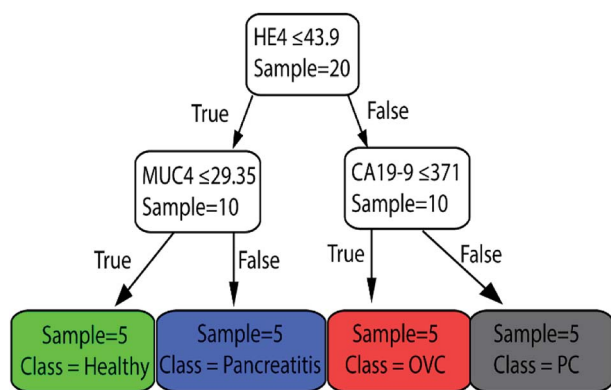 HE4 ≤43.9
Sample=20
True
False
MUC4 ≤29.35
Sample=10
CA19-9 ≤371
Sample=10
True
False
True
False
Sample=5
Class = Healthy
Sample=5
Class = Pancreatitis
Sample=5
Class = OVC
Sample=5
Class = PC